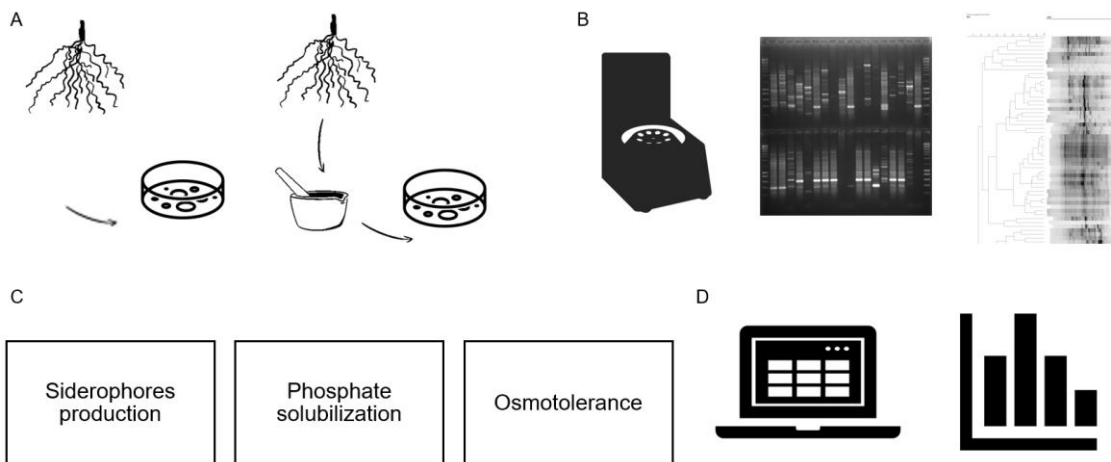 A
B
C
D
Siderophores
production
Phosphate
solubilization
Osmotolerance